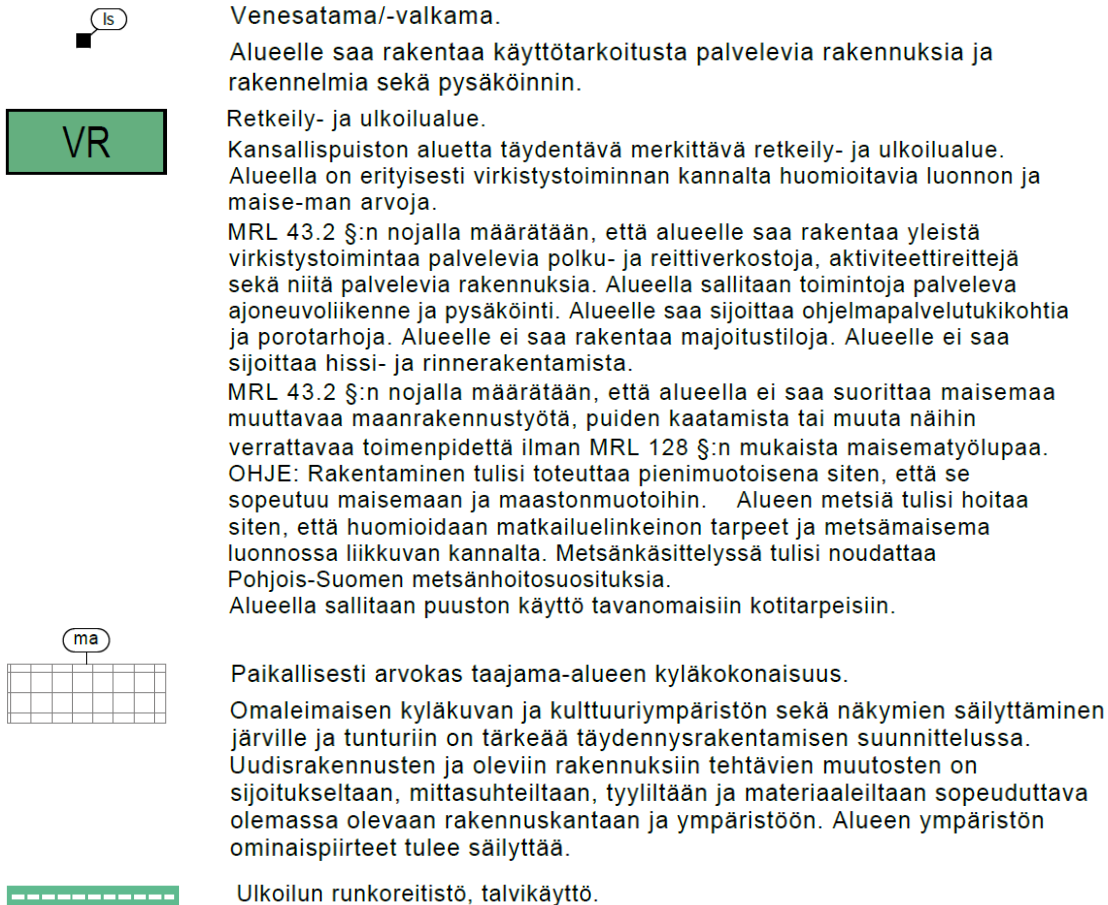 ls
Venesatama/-valkama.
Alueelle saa rakentaa käyttötarkoitusta palvelevia rakennuksia ja
rakennelmia sekä pysäköinnin.
VR
Retkeily- ja ulkoilualue.
Kansallispuiston aluetta täydentävä merkittävä retkeily- ja ulkoilualue.
Alueella on erityisesti virkistystoiminnan kannalta huomioitavia luonnon ja
maise-man arvoja.
MRL 43.2 §:n nojalla määrätään, että alueelle saa rakentaa yleistä
virkistystoimintaa palvelevia polku- ja reittiverkostoja, aktiviteettireittejä
sekä niitä palvelevia rakennuksia. Alueella sallitaan toimintoja palveleva
ajoneuvoliikenne ja pysäköinti. Alueelle saa sijoittaa ohjelmapalvelutukikohtia
ja porotarhoja. Alueelle ei saa rakentaa majoitustiloja. Alueelle ei saa
sijoittaa hissi- ja rinnerakentamista.
MRL 43.2 §:n nojalla määrätään, että alueella ei saa suorittaa maisemaa
muuttavaa maanrakennustyötä, puiden kaatamista tai muuta näihin
verrattavaa toimenpidettä ilman MRL 128 §:n mukaista maisematyölupaa.
OHJE: Rakentaminen tulisi toteuttaa pienimuotoisena siten, että se
sopeutuu maisemaan ja maastonmuotoihin. Alueen metsiä tulisi hoitaa
siten, että huomioidaan matkailuelinkeinon tarpeet ja metsämaisema
luonnossa liikkuvan kannalta. Metsänkäsittelyssä tulisi noudattaa
Pohjois-Suomen metsänhoitosuosituksia.
Alueella sallitaan puuston käyttö tavanomaisiin kotitarpeisiin.
ma
Paikallisesti arvokas taajama-alueen kyläkokonaisuus.
Omaleimaisen kyläkuvan ja kulttuuriympäristön sekä näkymien säilyttäminen
järville ja tunturiin on tärkeää täydennysrakentamisen suunnittelussa.
Uudisrakennusten ja oleviin rakennuksiin tehtävien muutosten on
sijoitukseltaan, mittasuhteiltaan, tyyliltään ja materiaaleiltaan sopeuduttava
olemassa olevaan rakennuskantaan ja ympäristöön. Alueen ympäristön
ominaispiirteet tulee säilyttää.
Ulkoilun runkoreitistö, talvikäyttö.